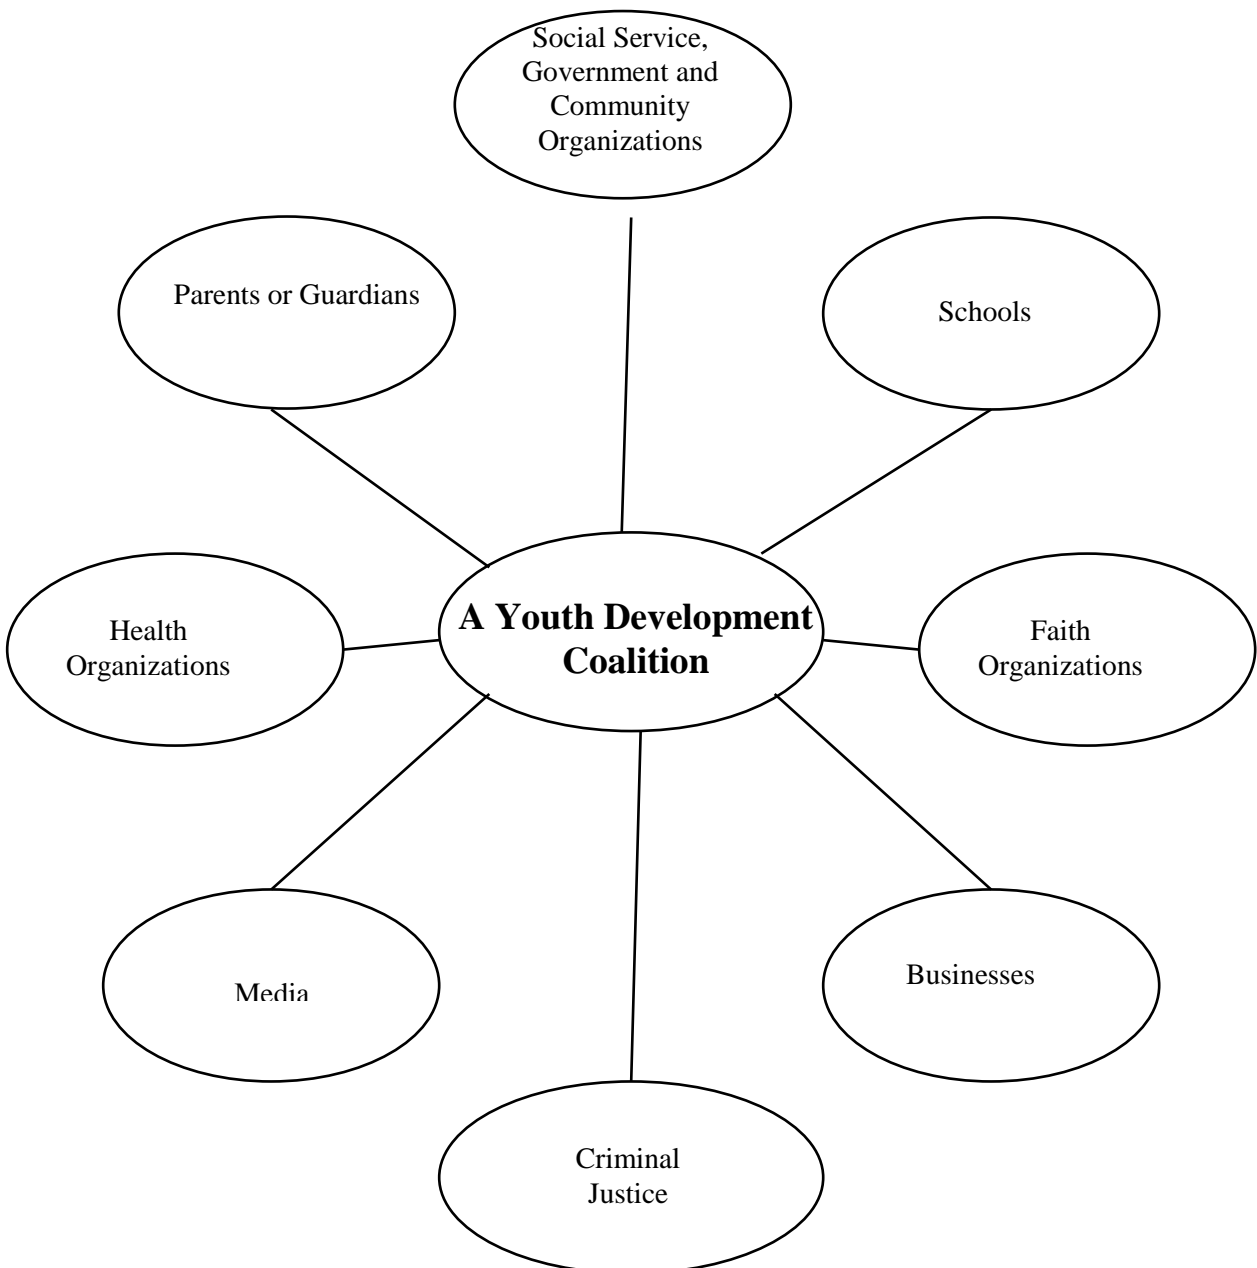 Social Service,
Government and
Community
Organizations
Parents or Guardians
Schools
A Youth Development
Coalition
Health
Organizations
Faith
Organizations
Media
Businesses
Criminal
Justice